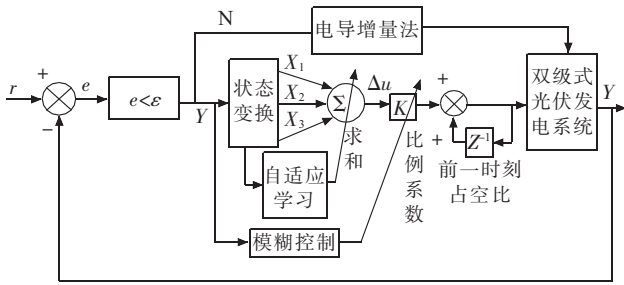 N
电导增量法
r
+
−
e
e<ε
Y
状态
变换
X₁
X₂
X₃
Σ
求
和
Δu
K
比
例
系
数
+
+
Z⁻¹
前一时刻
占空比
双级式
光伏发
电系统
Y
自适应
学习
模糊控制